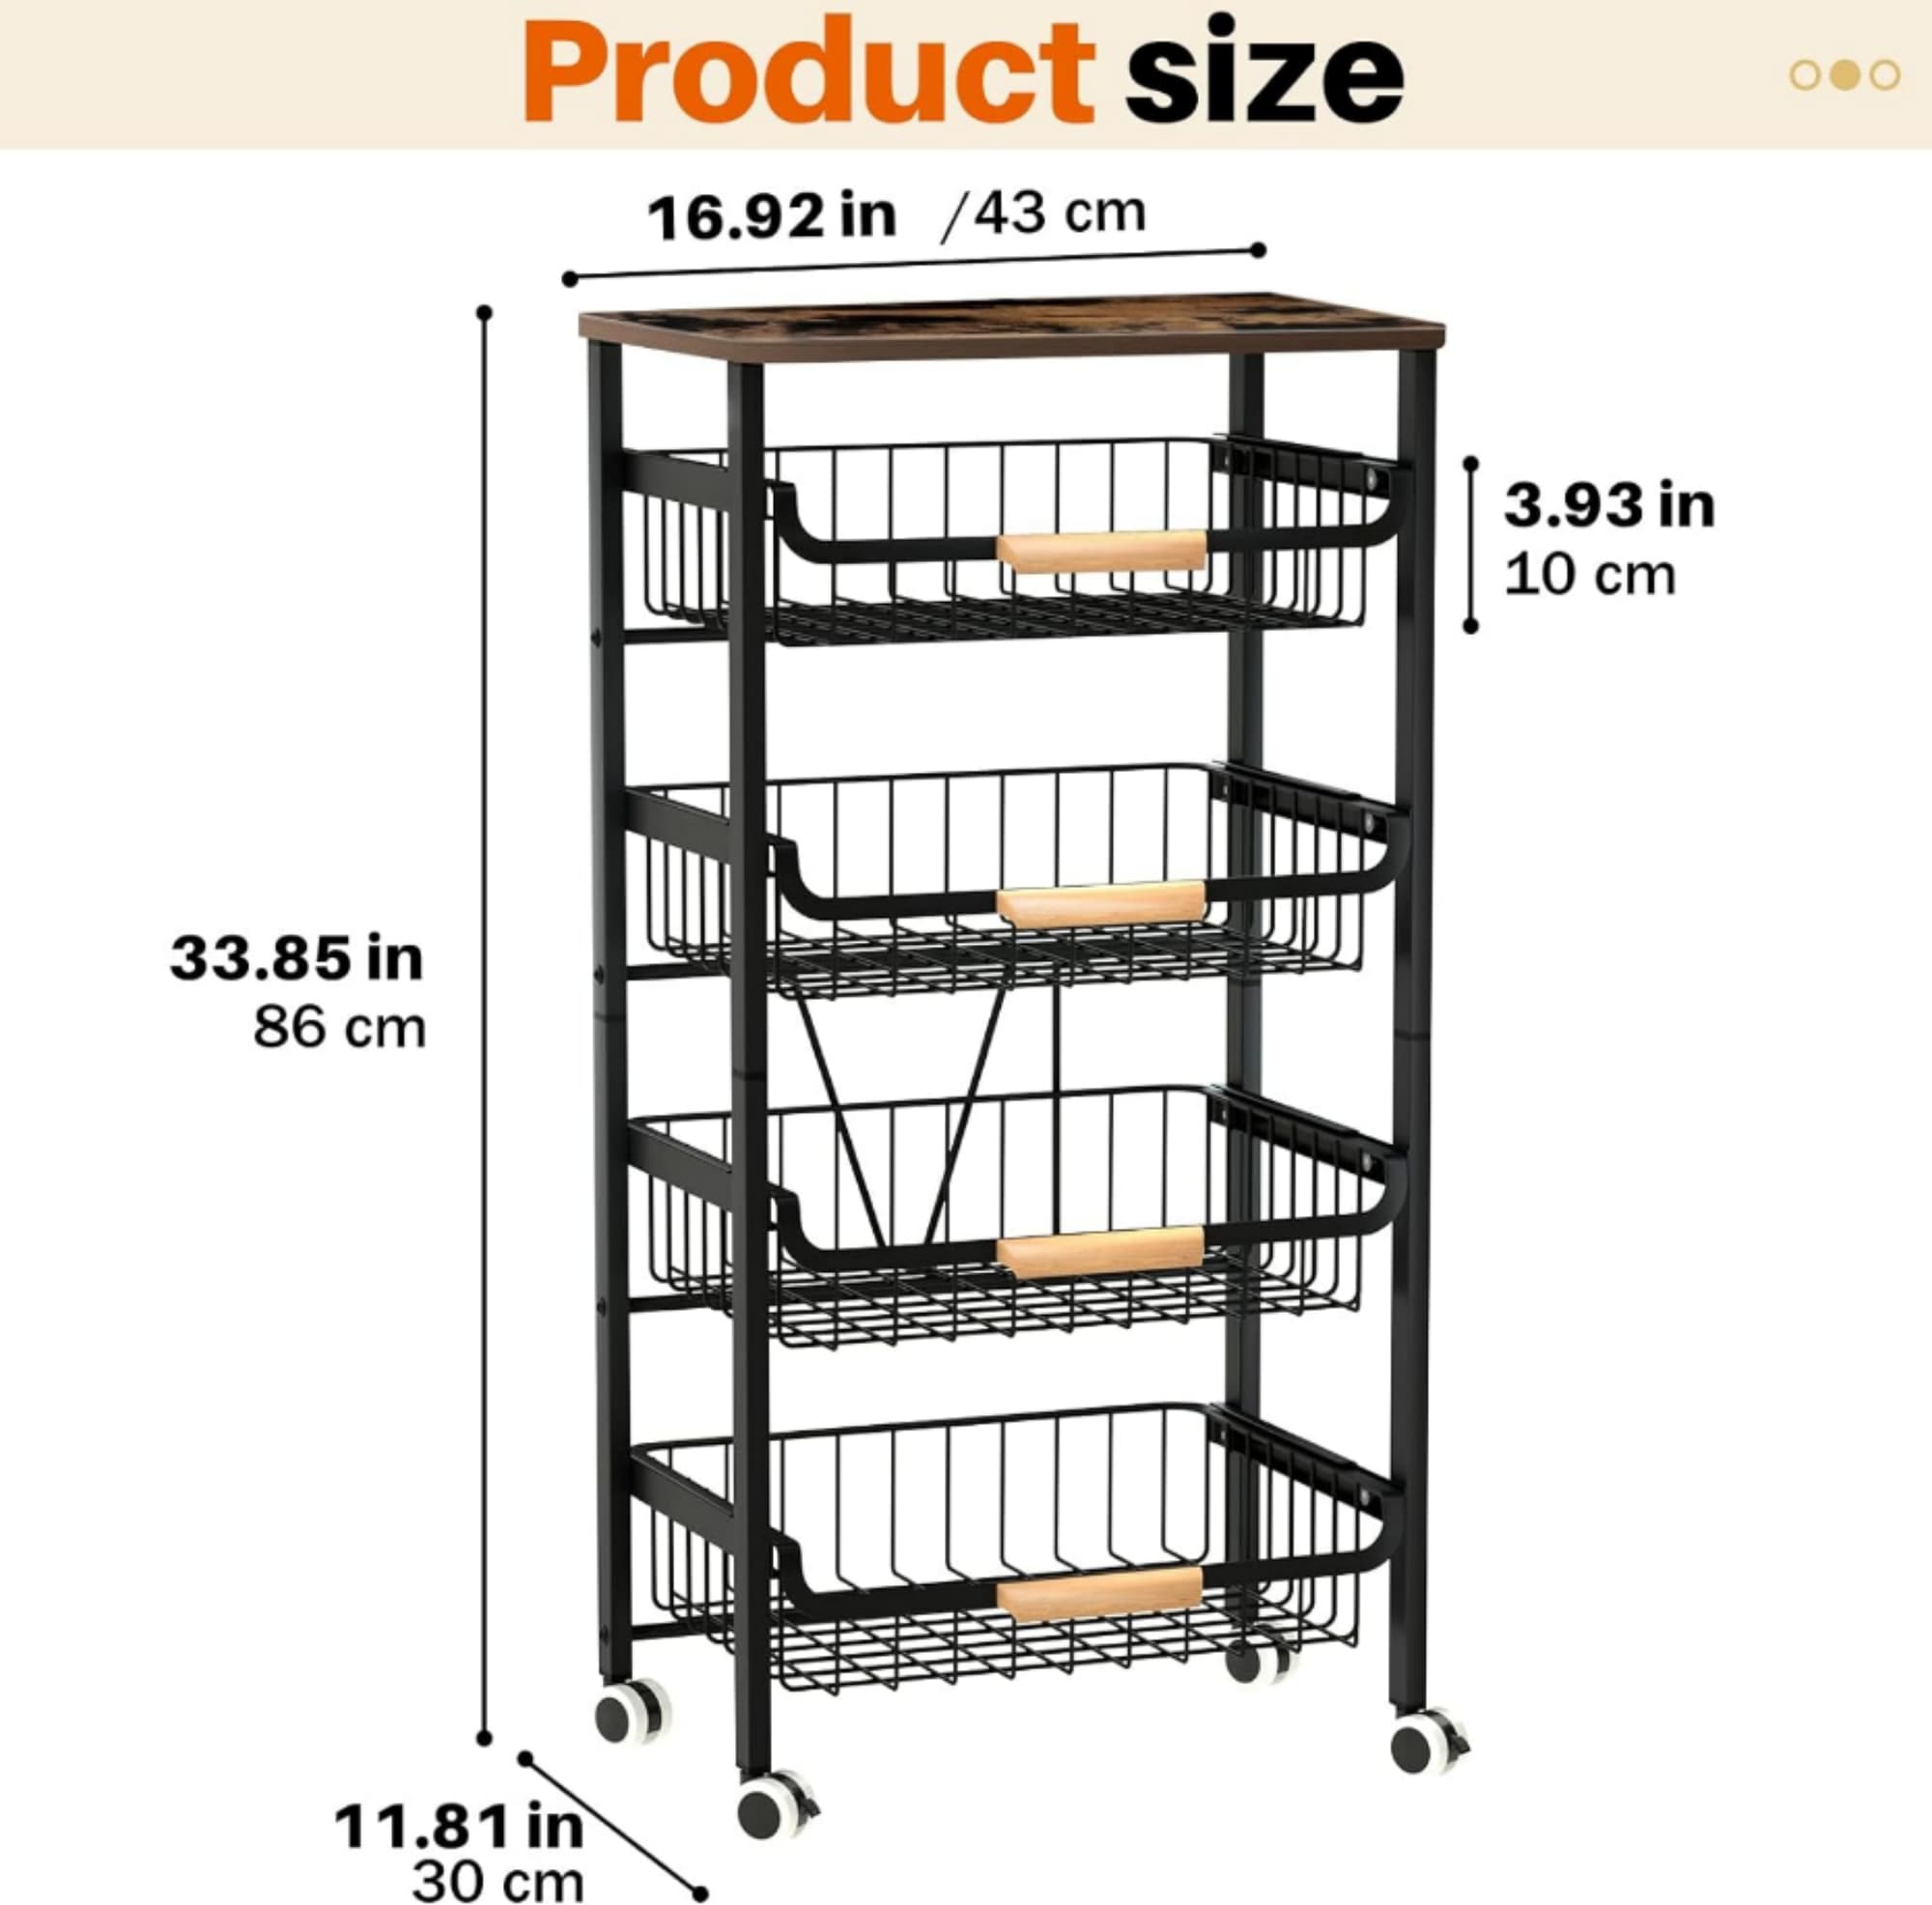 Product size
16.92 in /43 cm
3.93 in
10 cm
33.85 in
86 cm
11.81 in
30 cm